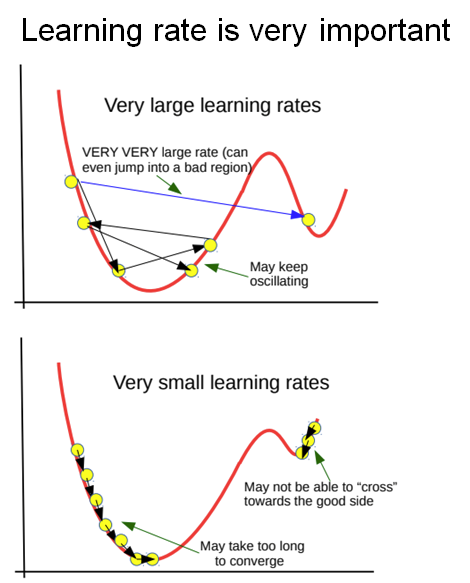 Learning rate is very important
Very large learning rates
VERY VERY large rate (can
even jump into a bad region)
May keep
oscillating
Very small learning rates
May not be able to “cross”
towards the good side
May take too long
to converge